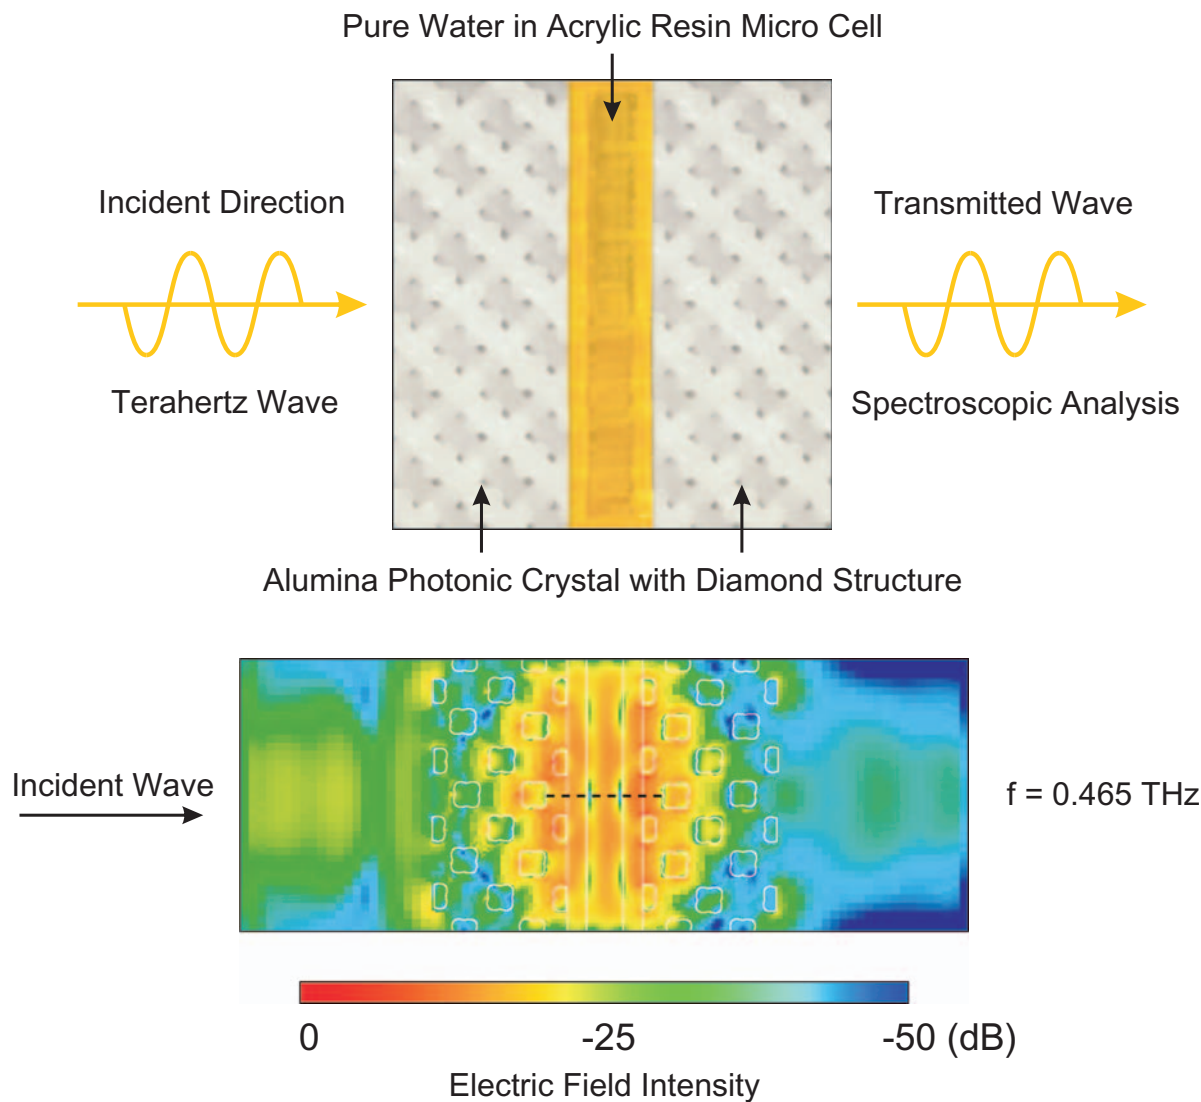 Pure Water in Acrylic Resin Micro Cell
Incident Direction
Terahertz Wave
Transmitted Wave
Spectroscopic Analysis
Alumina Photonic Crystal with Diamond Structure
Incident Wave
f = 0.465 THz
0 -25 -50 (dB)
Electric Field Intensity